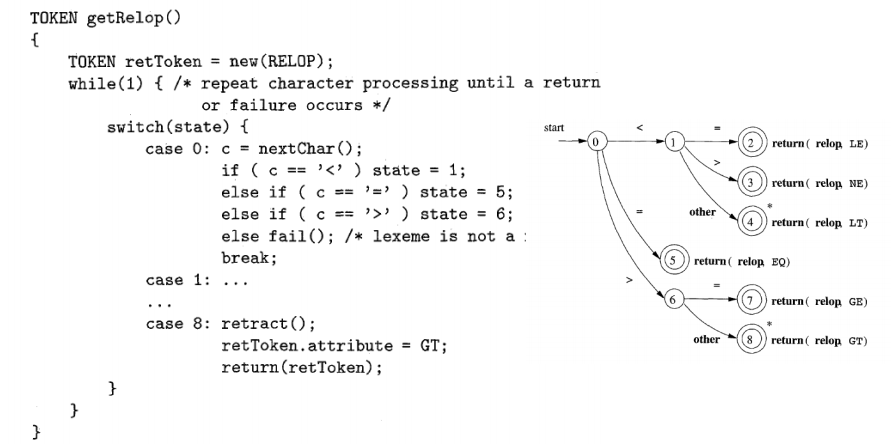 TOKEN getRelop()
{
TOKEN retToken = new(RELOP);
while(1) { /* repeat character processing until a return
or failure occurs */
switch(state) {
case 0: c = nextChar();
if ( c == '<' ) state = 1;
else if ( c == '=' ) state = 5;
else if ( c == '>' ) state = 6;
else fail(); /* lexeme is not a :
break;
case 1: ...
...
case 8: retract();
retToken.attribute = GT;
return(retToken);
}
}
}
start
0
<
1
=
2
return( relop, LE)
>
3
return( relop, NE)
other
4
*
return( relop, LT)
=
5
return( relop, EQ)
>
6
=
7
return( relop, GE)
other
8
*
return( relop, GT)